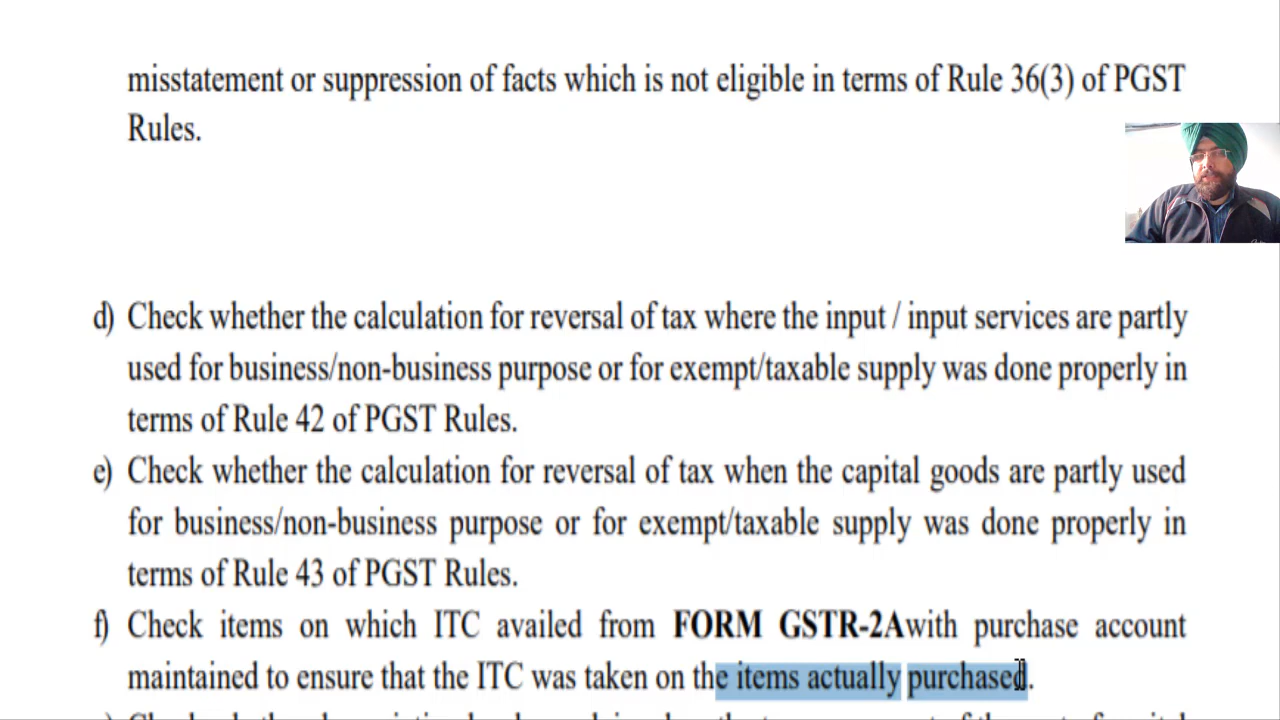 misstatement or suppression of facts which is not eligible in terms of Rule 36(3) of PGST
Rules.
d) Check whether the calculation for reversal of tax where the input / input services are partly
used for business/non-business purpose or for exempt/taxable supply was done properly in
terms of Rule 42 of PGST Rules.
e) Check whether the calculation for reversal of tax when the capital goods are partly used
for business/non-business purpose or for exempt/taxable supply was done properly in
terms of Rule 43 of PGST Rules.
f) Check items on which ITC availed from FORM GSTR-2Awith purchase account
maintained to ensure that the ITC was taken on the items actually purchased.